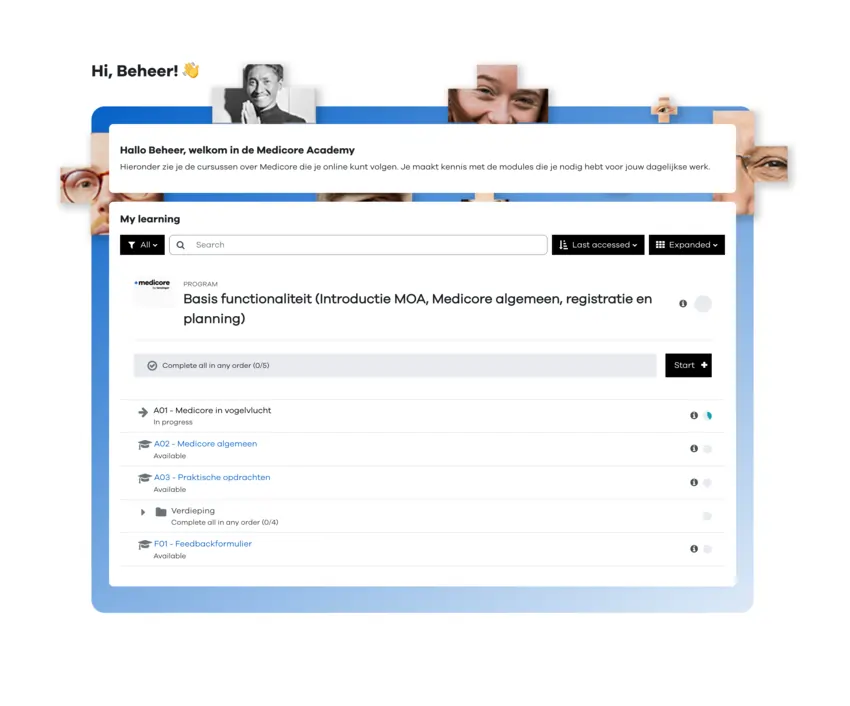 Hi, Beheer! 👋
Hallo Beheer, welkom in de Medicore Academy
Hieronder zie je de cursussen over Medicore die je online kunt volgen. Je maakt kennis met de modules die je nodig hebt voor jouw dagelijkse werk.
My learning
All
Search
Last accessed
Expanded
medicore
PROGRAM
Basis functionaliteit (Introductie MOA, Medicore algemeen, registratie en
planning)
Complete all in any order (0/5)
Start
A01 - Medicore in vogelvlucht
In progress
A02 - Medicore algemeen
Available
A03 - Praktische opdrachten
Available
Verdieping
Complete all in any order (0/4)
F01 - Feedbackformulier
Available